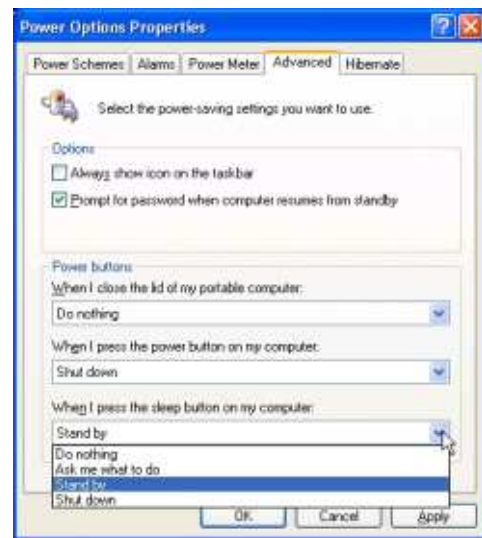 Power Options Properties
Power Schemes Alarms Power Meter Advanced Hibernate
Select the power-saving settings you want to use.
Options
Always show icon on the taskbar
Prompt for password when computer resumes from standby
Power buttons
When I close the lid of my portable computer:
Do nothing
When I press the power button on my computer:
Shut down
When I press the sleep button on my computer:
Stand by
Do nothing
Ask me what to do
Stand by
Shut down
OK Cancel Apply